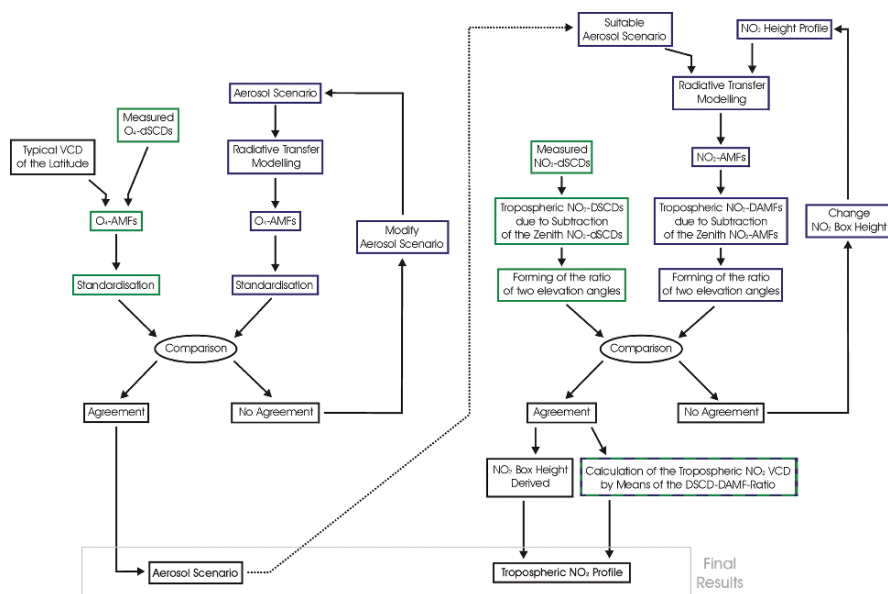 Measured
O₄-dSCDs
Typical VCD
of the Latitude
O₄-AMFs
Standardisation
Aerosol Scenario
Radiative Transfer
Modelling
O₄-AMFs
Standardisation
Modify
Aerosol Scenario
Comparison
Agreement
No Agreement
Aerosol Scenario
Suitable
Aerosol Scenario
NO₂ Height Profile
Radiative Transfer
Modelling
Measured
NO₂-dSCDs
NO₂-AMFs
Tropospheric NO₂-DSCDs
due to Subtraction
of the Zenith NO₂-dSCDs
Tropospheric NO₂-DAMFs
due to Subtraction
of the Zenith NO₂-AMFs
Change
NO₂ Box Height
Forming of the ratio
of two elevation angles
Forming of the ratio
of two elevation angles
Comparison
Agreement
No Agreement
NO₂ Box Height
Derived
Calculation of the Tropospheric NO₂ VCD
by Means of the DSCD-DAMF-Ratio
Tropospheric NO₂ Profile
Final
Results